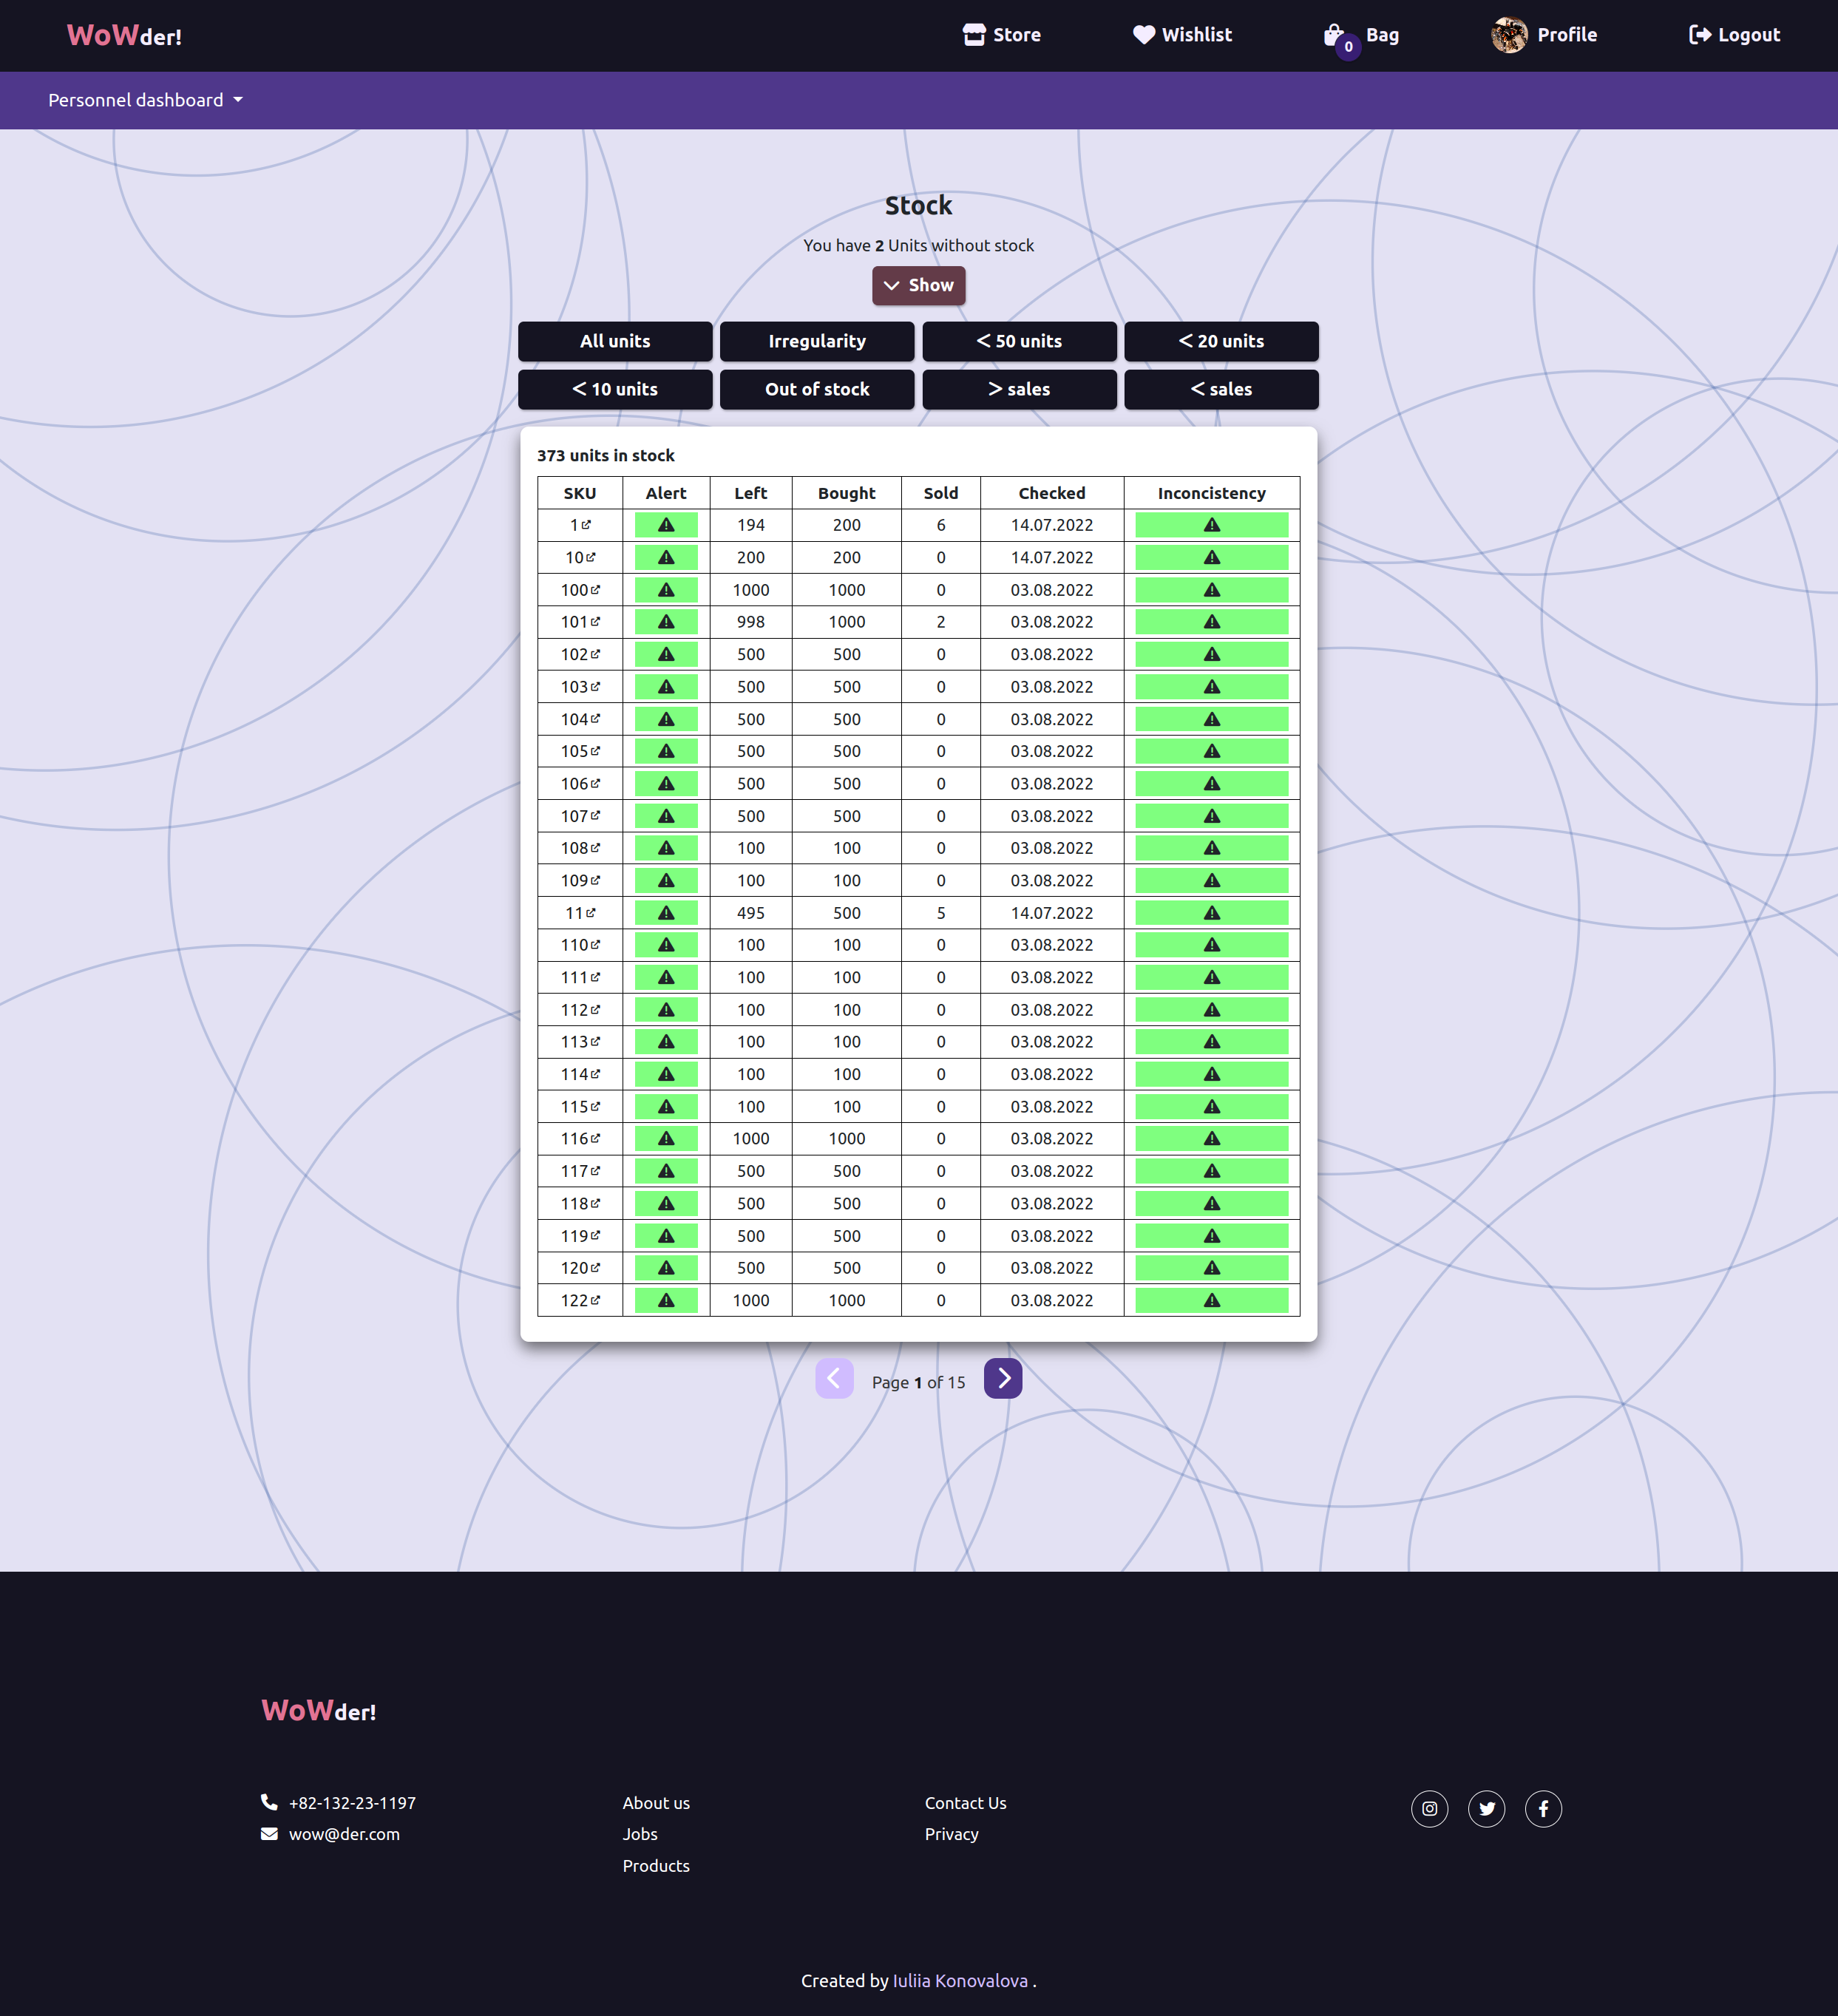 WoWder! Store Wishlist 0 Bag Profile Logout
Personnel dashboard
Stock
You have 2 Units without stock
Show
All units Irregularity < 50 units < 20 units
< 10 units Out of stock > sales < sales
373 units in stock
SKU Alert Left Bought Sold Checked Inconcistency
1 194 200 6 14.07.2022
10 200 200 0 14.07.2022
100 1000 1000 0 03.08.2022
101 998 1000 2 03.08.2022
102 500 500 0 03.08.2022
103 500 500 0 03.08.2022
104 500 500 0 03.08.2022
105 500 500 0 03.08.2022
106 500 500 0 03.08.2022
107 500 500 0 03.08.2022
108 100 100 0 03.08.2022
109 100 100 0 03.08.2022
11 495 500 5 14.07.2022
110 100 100 0 03.08.2022
111 100 100 0 03.08.2022
112 100 100 0 03.08.2022
113 100 100 0 03.08.2022
114 100 100 0 03.08.2022
115 100 100 0 03.08.2022
116 1000 1000 0 03.08.2022
117 500 500 0 03.08.2022
118 500 500 0 03.08.2022
119 500 500 0 03.08.2022
120 500 500 0 03.08.2022
122 1000 1000 0 03.08.2022
Page 1 of 15
WoWder!
+82-132-23-1197 About us Contact Us
wow@der.com Jobs Privacy
Products
Created by Iuliia Konovalova .